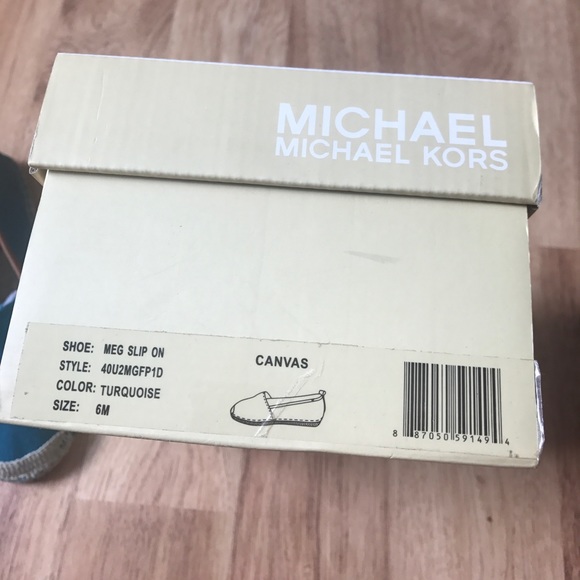 MICHAEL
MICHAEL KORS
SHOE: MEG SLIP ON
STYLE: 40U2MGFP1D
COLOR: TURQUOISE
SIZE: 6M
CANVAS
8 87050 59149 4